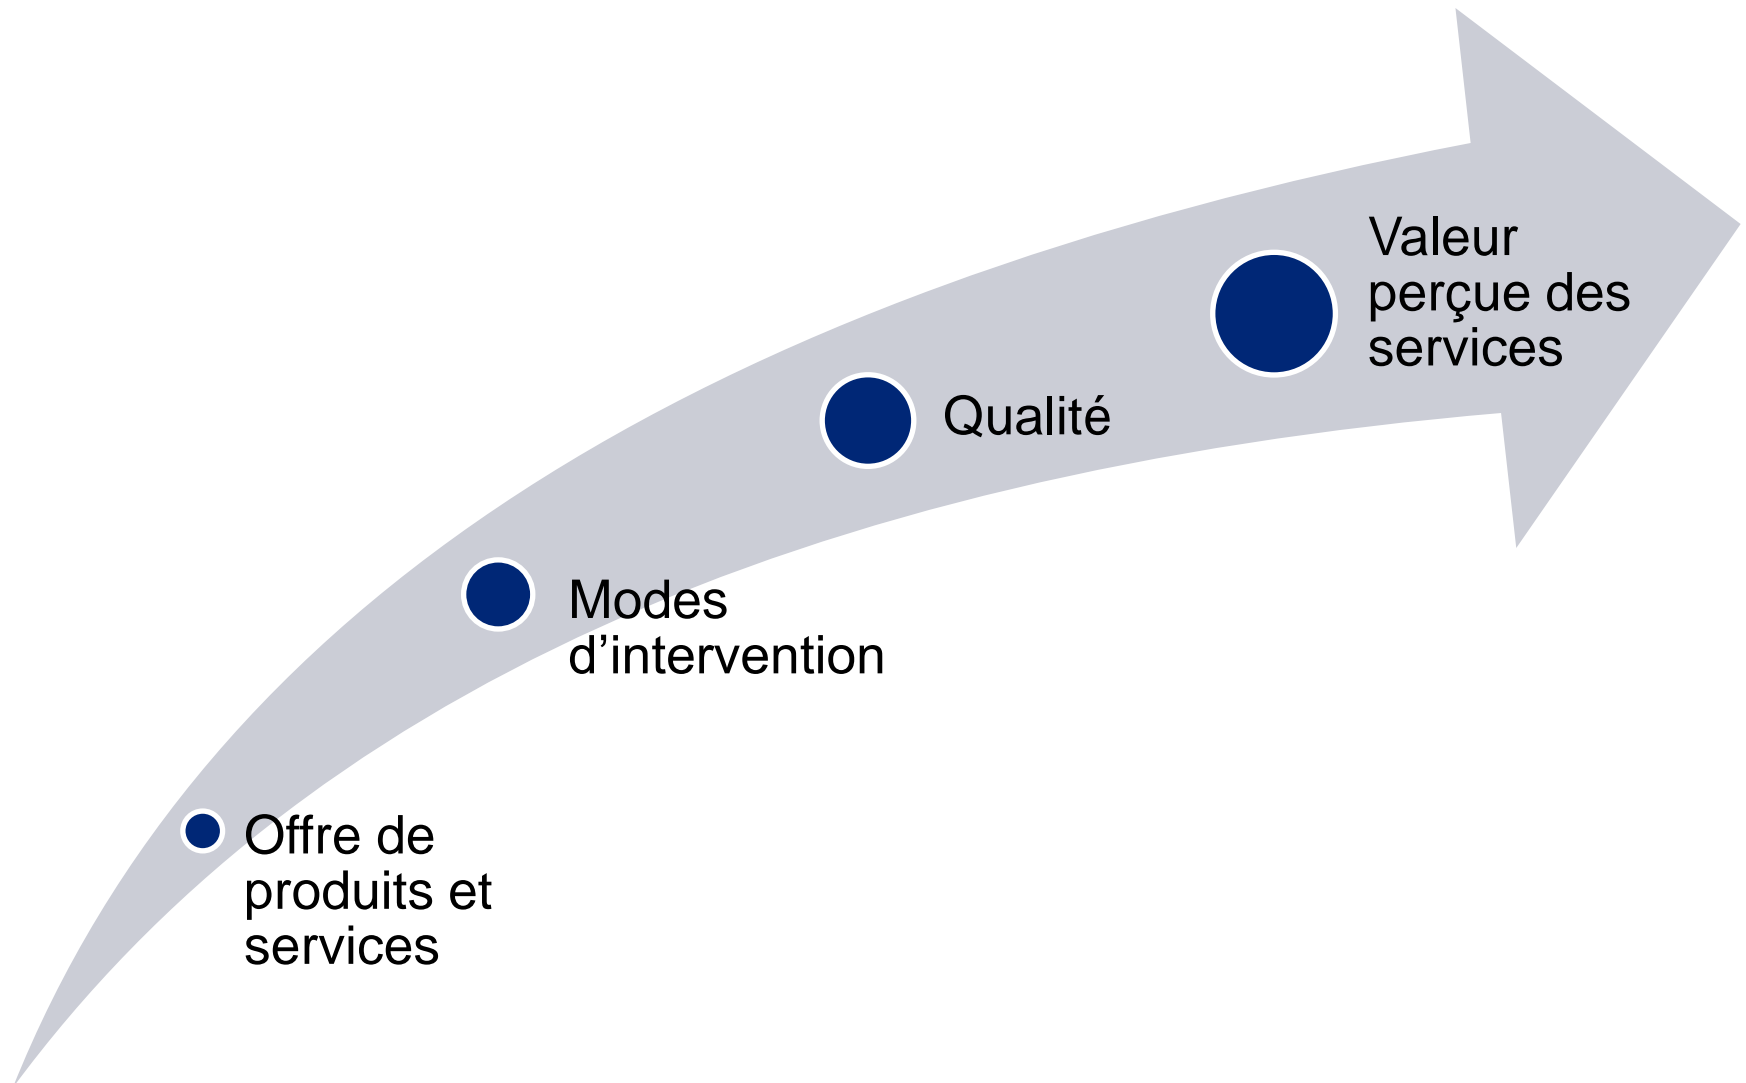 Valeur
perçue des
services
Qualité
Modes
d’intervention
Offre de
produits et
services